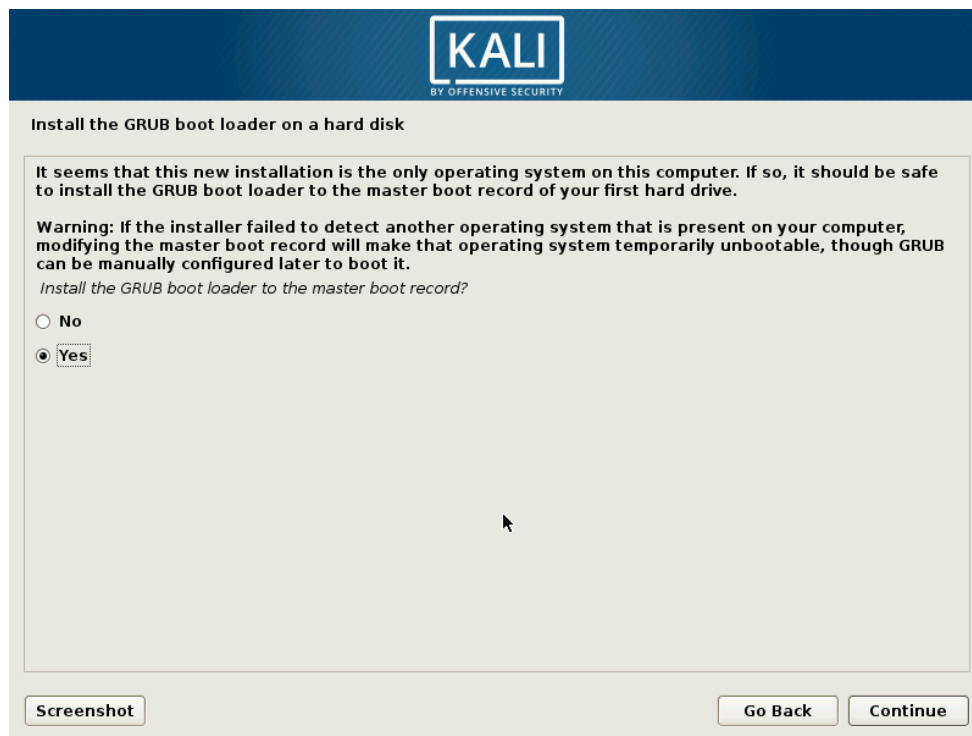 KALI
BY OFFENSIVE SECURITY
Install the GRUB boot loader on a hard disk
It seems that this new installation is the only operating system on this computer. If so, it should be safe
to install the GRUB boot loader to the master boot record of your first hard drive.
Warning: If the installer failed to detect another operating system that is present on your computer,
modifying the master boot record will make that operating system temporarily unbootable, though GRUB
can be manually configured later to boot it.
Install the GRUB boot loader to the master boot record?
No
Yes
Screenshot
Go Back
Continue